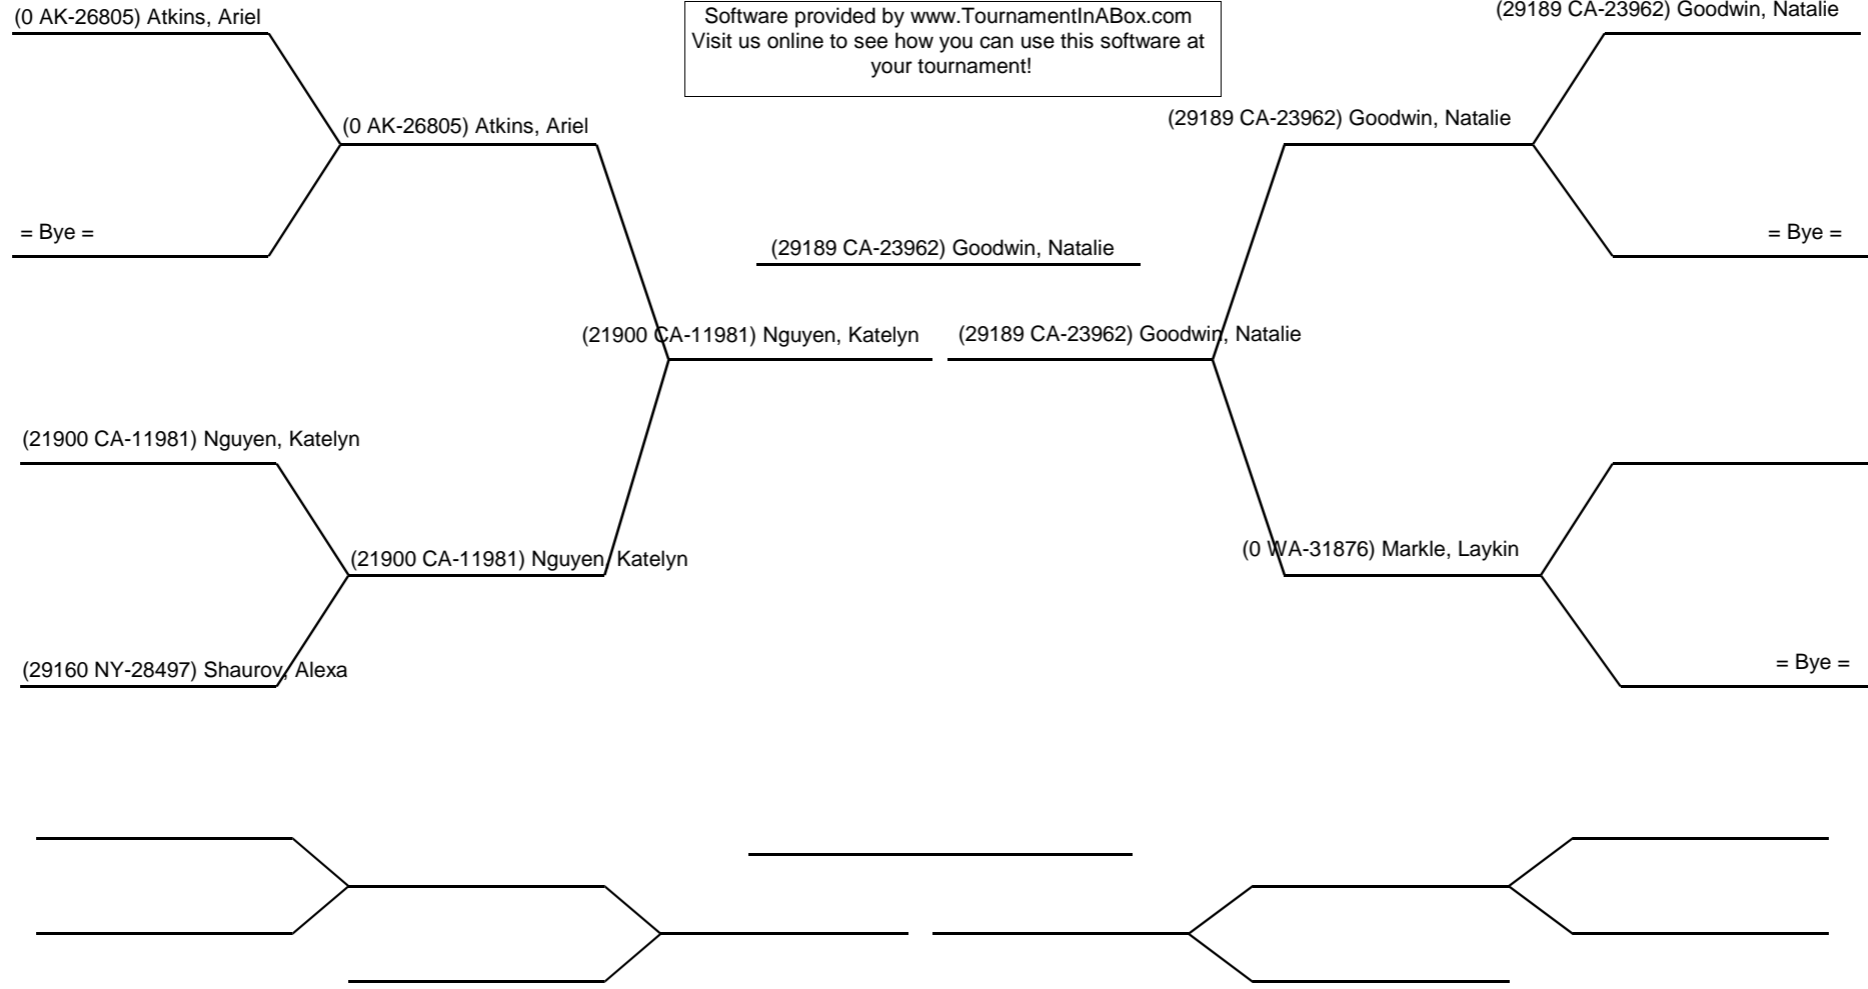 (0 AK-26805) Atkins, Ariel
Software provided by www.TournamentInABox.com
Visit us online to see how you can use this software at
your tournament!
(29189 CA-23962) Goodwin, Natalie
(0 AK-26805) Atkins, Ariel
(29189 CA-23962) Goodwin, Natalie
= Bye =
= Bye =
(29189 CA-23962) Goodwin, Natalie
(21900 CA-11981) Nguyen, Katelyn
(29189 CA-23962) Goodwin, Natalie
(21900 CA-11981) Nguyen, Katelyn
(21900 CA-11981) Nguyen, Katelyn
(0 WA-31876) Markle, Laykin
(29160 NY-28497) Shaurov, Alexa
= Bye =